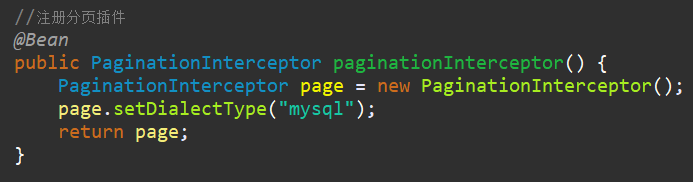 //注册分页插件
@Bean
public PaginationInterceptor paginationInterceptor() {
    PaginationInterceptor page = new PaginationInterceptor();
    page.setDialectType("mysql");
    return page;
}